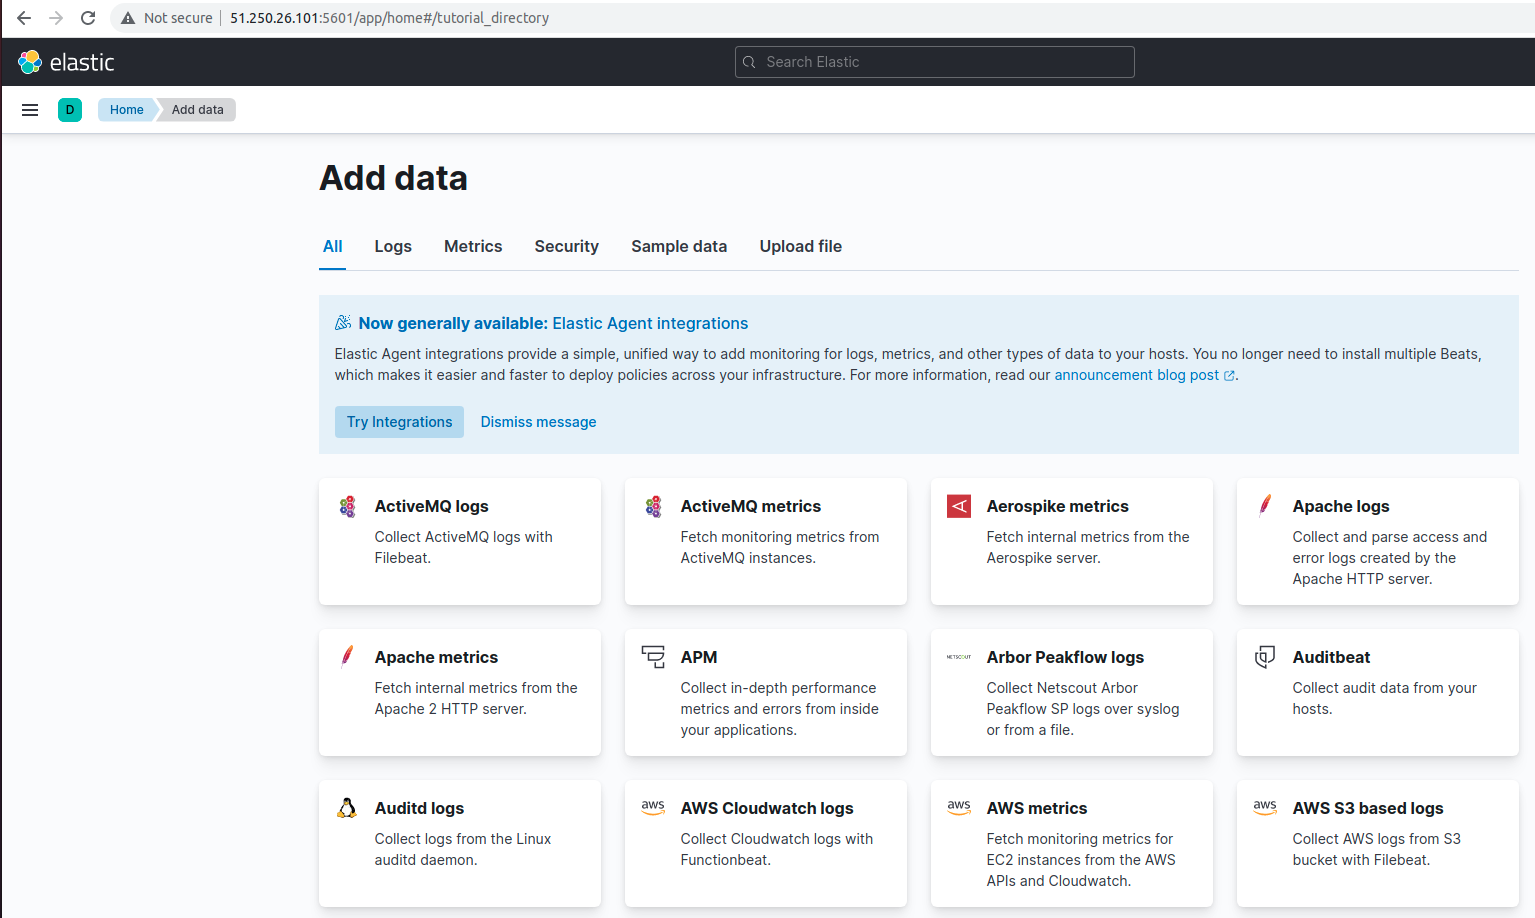 Not secure 51.250.26.101:5601/app/home#/tutorial_directory
elastic
Search Elastic
D Home Add data
Add data
All Logs Metrics Security Sample data Upload file
Now generally available: Elastic Agent integrations
Elastic Agent integrations provide a simple, unified way to add monitoring for logs, metrics, and other types of data to your hosts. You no longer need to install multiple Beats,
which makes it easier and faster to deploy policies across your infrastructure. For more information, read our announcement blog post.
Try Integrations Dismiss message
ActiveMQ logs
Collect ActiveMQ logs with
Filebeat.
ActiveMQ metrics
Fetch monitoring metrics from
ActiveMQ instances.
Aerospike metrics
Fetch internal metrics from the
Aerospike server.
Apache logs
Collect and parse access and
error logs created by the
Apache HTTP server.
Apache metrics
Fetch internal metrics from the
Apache 2 HTTP server.
APM
Collect in-depth performance
metrics and errors from inside
your applications.
NETSCOUT
Arbor Peakflow logs
Collect Netscout Arbor
Peakflow SP logs over syslog
or from a file.
Auditbeat
Collect audit data from your
hosts.
Auditd logs
Collect logs from the Linux
auditd daemon.
aws
AWS Cloudwatch logs
Collect Cloudwatch logs with
Functionbeat.
aws
AWS metrics
Fetch monitoring metrics for
EC2 instances from the AWS
APIs and Cloudwatch.
aws
AWS S3 based logs
Collect AWS logs from S3
bucket with Filebeat.